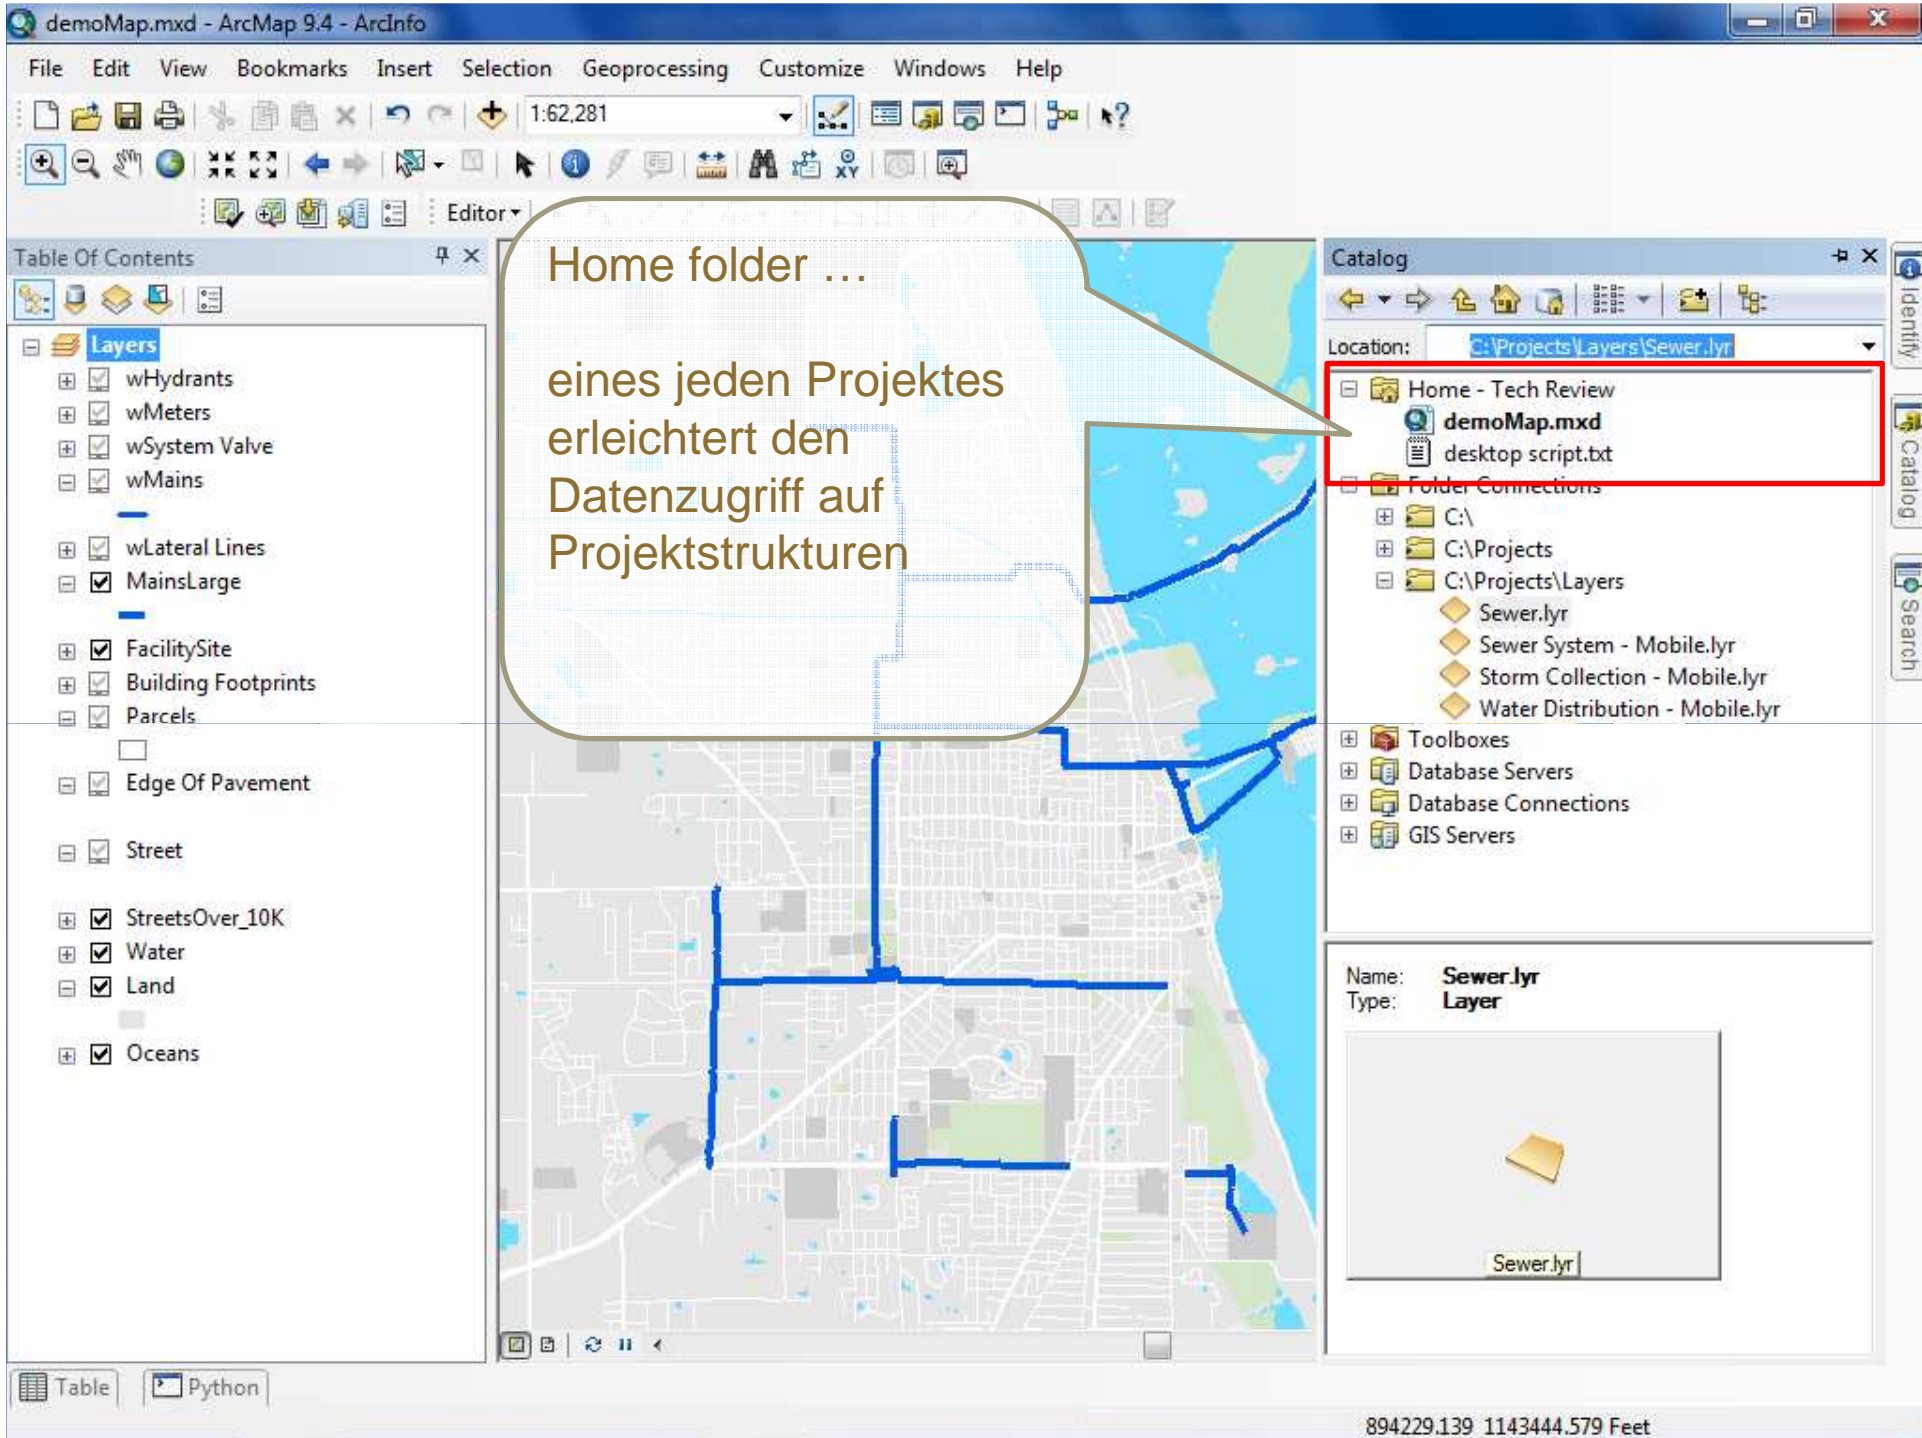 demoMap.mxd - ArcMap 9.4 - ArcInfo
File Edit View Bookmarks Insert Selection Geoprocessing Customize Windows Help
1:62,281
Editor
Table Of Contents
Layers
wHydrants
wMeters
wSystem Valve
wMains
wLateral Lines
MainsLarge
FacilitySite
Building Footprints
Parcels
Edge Of Pavement
Street
StreetsOver_10K
Water
Land
Oceans
Home folder …
eines jeden Projektes
erleichtert den
Datenzugriff auf
Projektstrukturen
Catalog
Location: C:\Projects\Layers\Sewer.lyr
Home - Tech Review
demoMap.mxd
desktop script.txt
Folder Connections
C:\
C:\Projects
C:\Projects\Layers
Sewer.lyr
Sewer System - Mobile.lyr
Storm Collection - Mobile.lyr
Water Distribution - Mobile.lyr
Toolboxes
Database Servers
Database Connections
GIS Servers
Name: Sewer.lyr
Type: Layer
Sewer.lyr
Identify
Catalog
Search
Table Python
894229.139 1143444.579 Feet